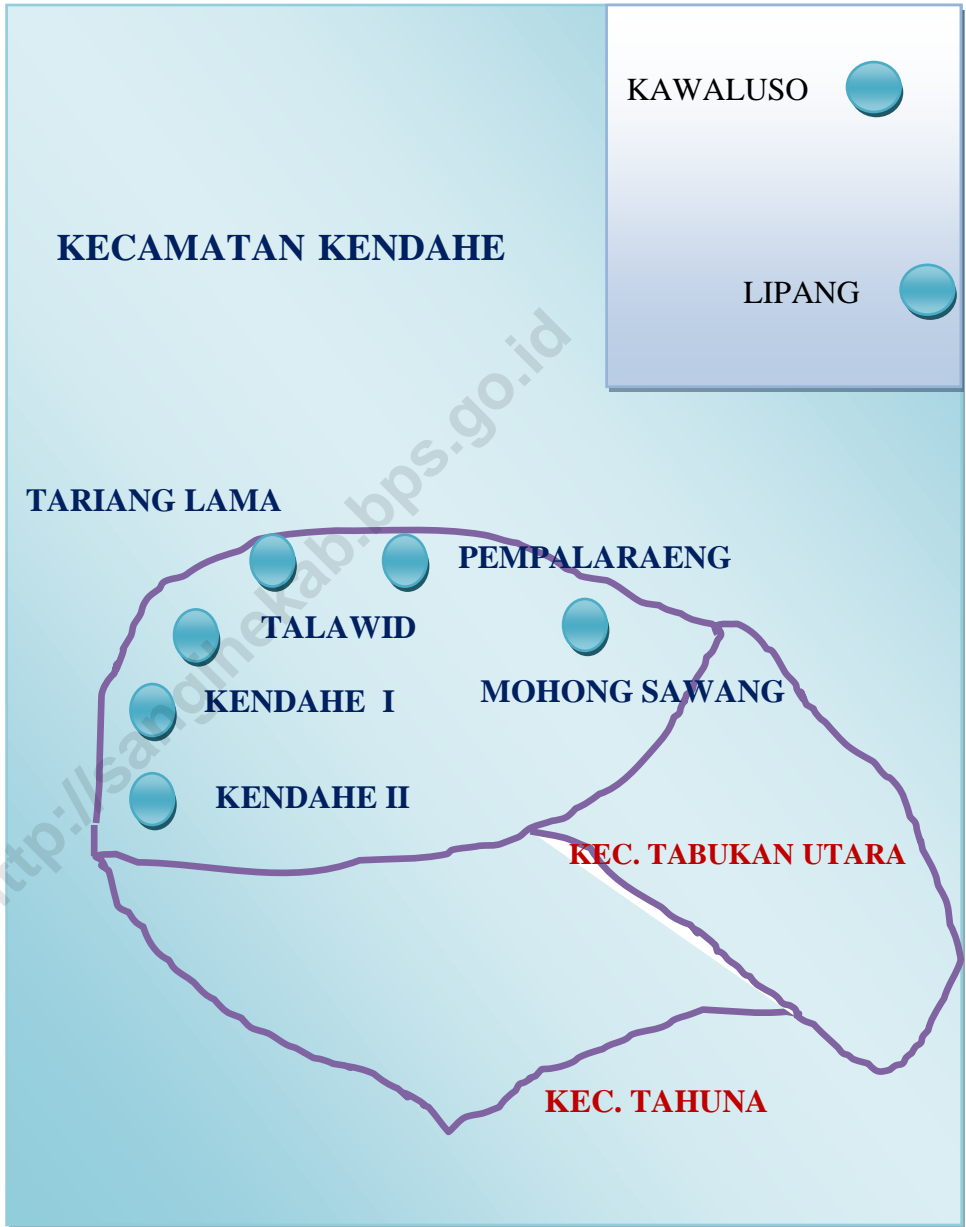 KAWALUSO
KECAMATAN KENDAHE
LIPANG
TARIANG LAMA
PEMPALARAENG
TALAWID
MOHONG SAWANG
KENDAHE I
KENDAHE II
KEC. TABUKAN UTARA
KEC. TAHUNA